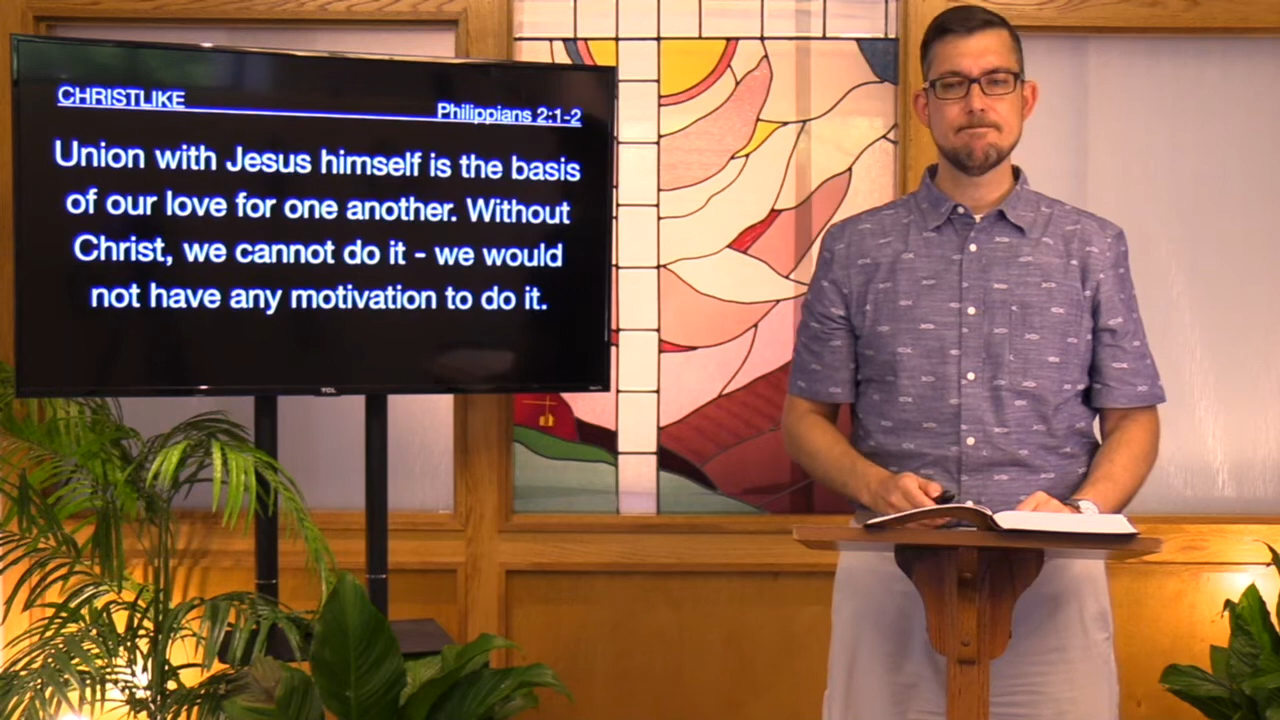 CHRISTLIKE
Philippians 2:1-2
Union with Jesus himself is the basis
of our love for one another. Without
Christ, we cannot do it - we would
not have any motivation to do it.
TCL